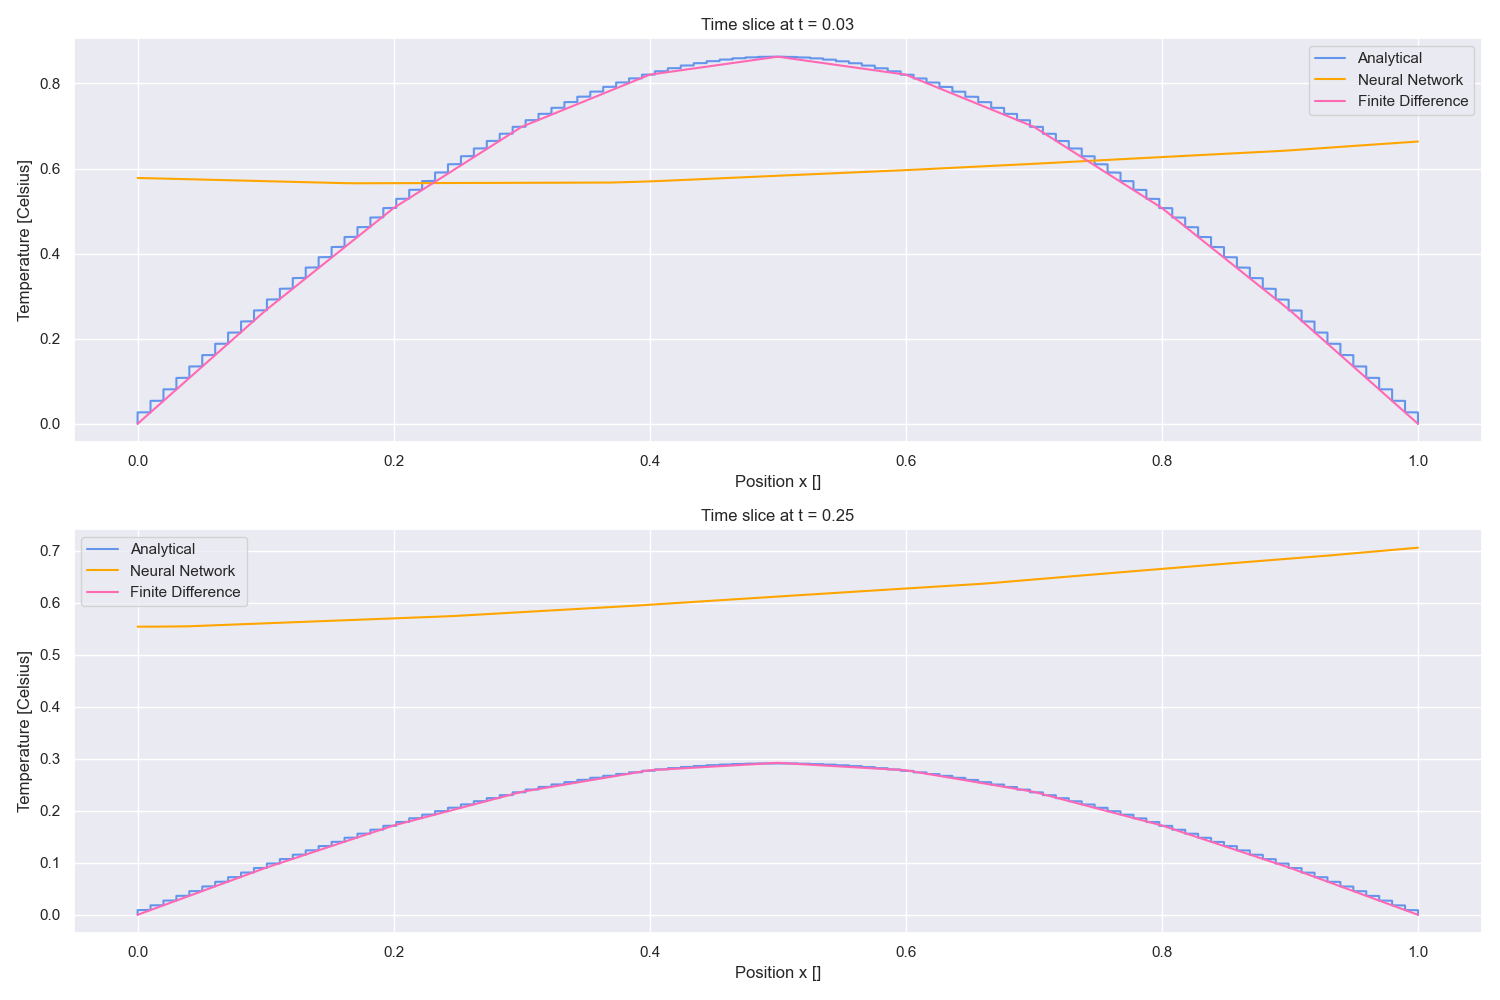 Time slice at t = 0.03
Analytical
Neural Network
Finite Difference
Temperature [Celsius]
0.8
0.6
0.4
0.2
0.0
0.0 0.2 0.4 0.6 0.8 1.0
Position x []
Time slice at t = 0.25
Analytical
Neural Network
Finite Difference
Temperature [Celsius]
0.7
0.6
0.5
0.4
0.3
0.2
0.1
0.0
0.0 0.2 0.4 0.6 0.8 1.0
Position x []